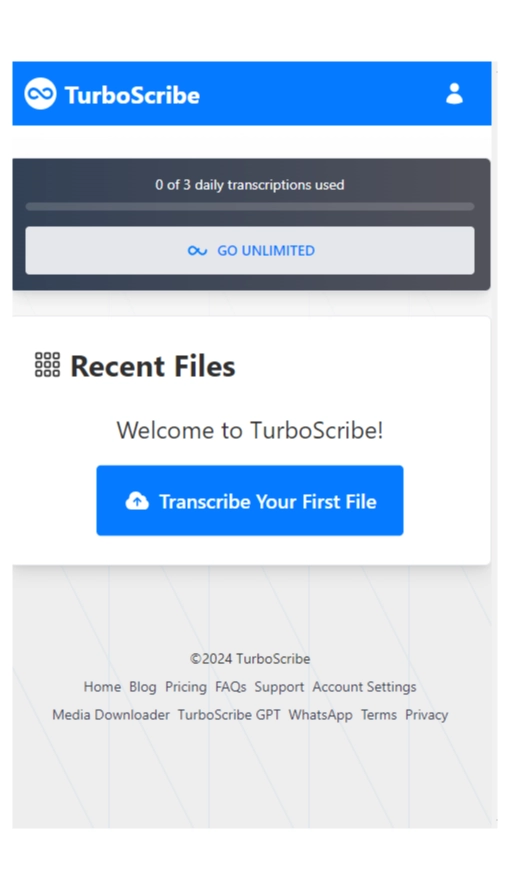 TurboScribe
0 of 3 daily transcriptions used
GO UNLIMITED
Recent Files
Welcome to TurboScribe!
Transcribe Your First File
©2024 TurboScribe
Home Blog Pricing FAQs Support Account Settings
Media Downloader TurboScribe GPT WhatsApp Terms Privacy